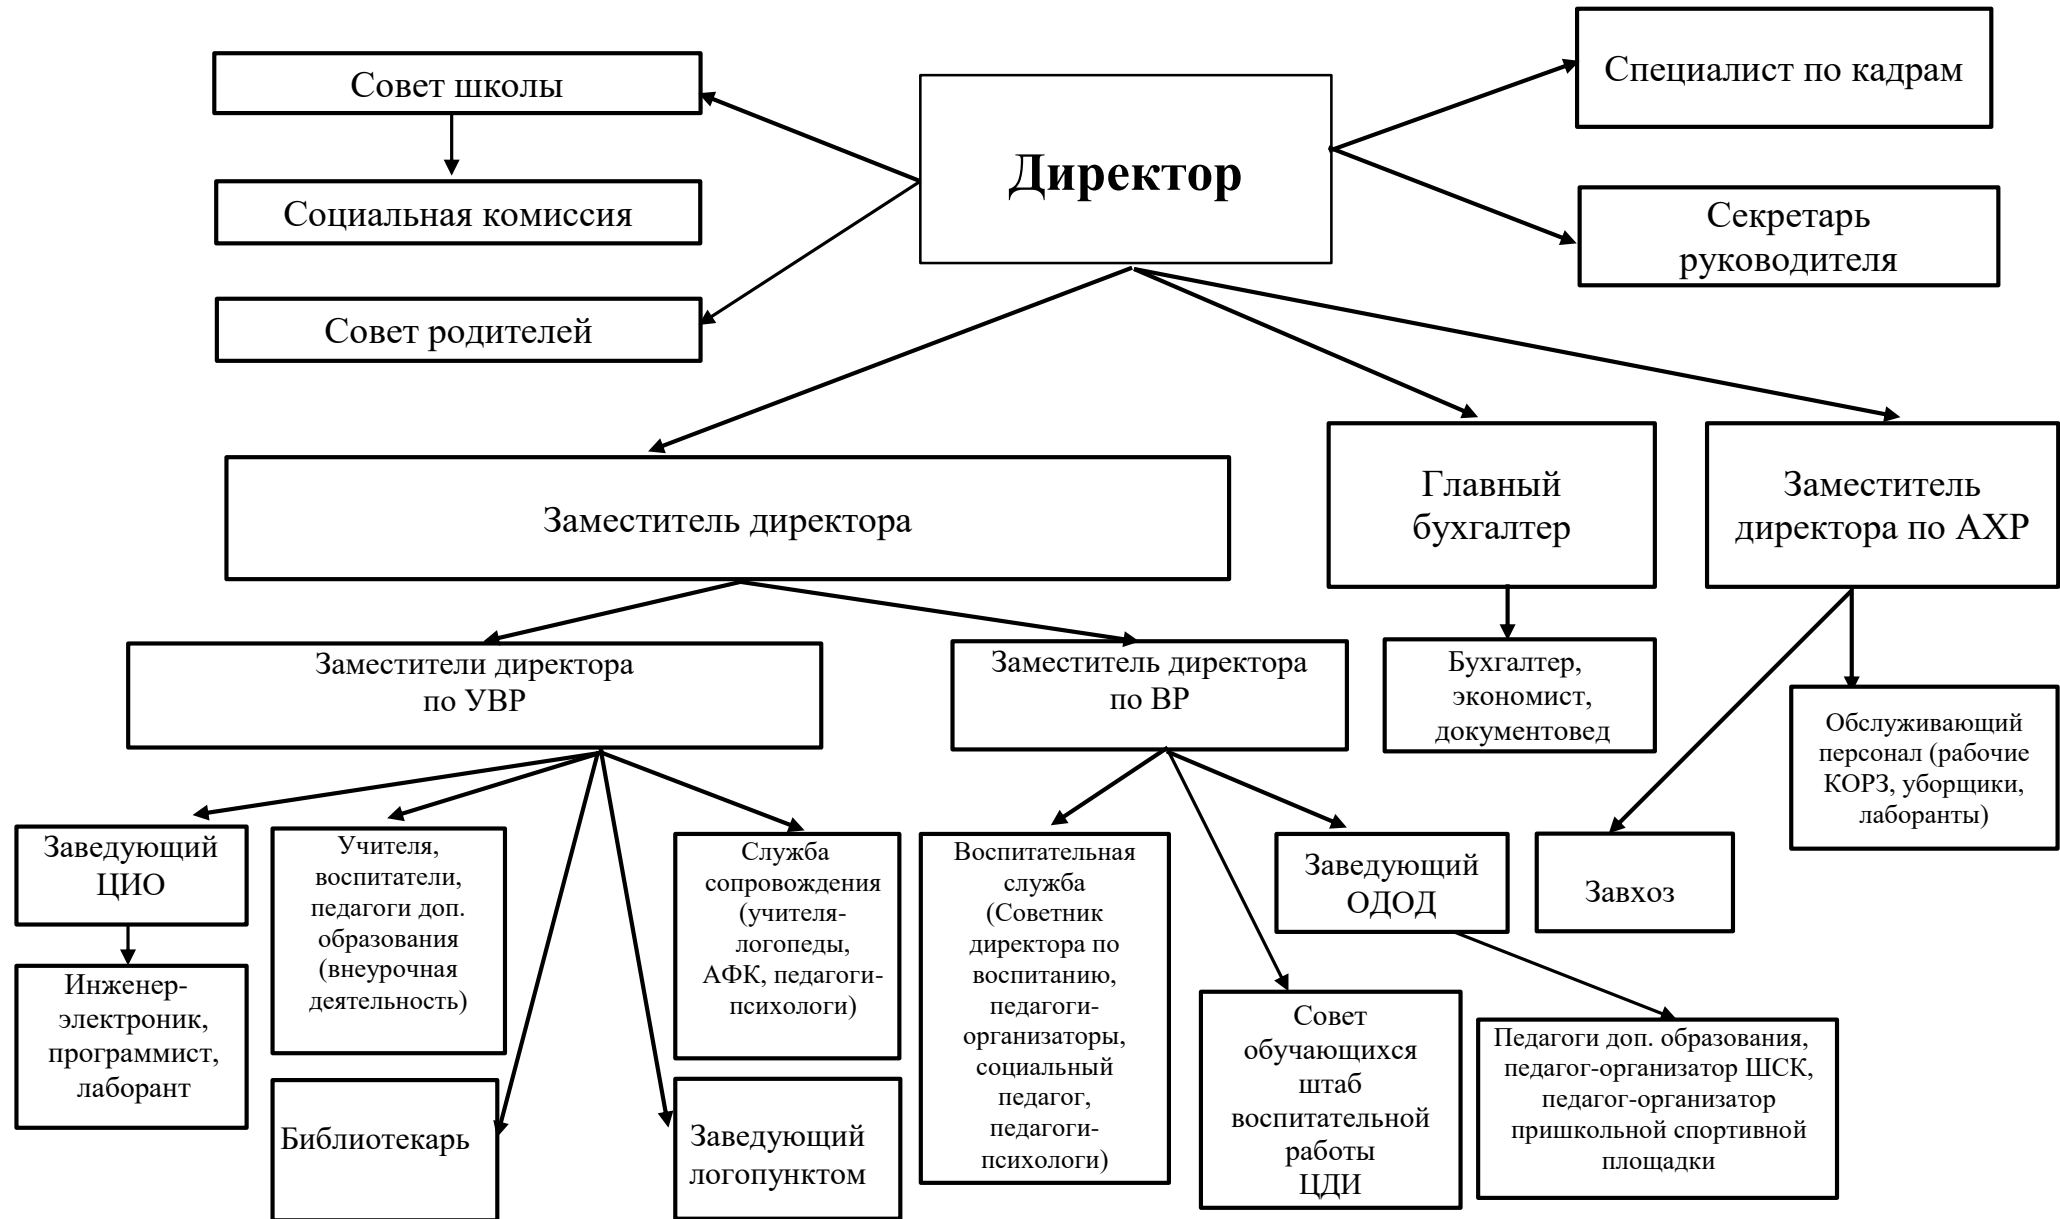 Совет школы
Социальная комиссия
Совет родителей
Директор
Специалист по кадрам
Секретарь
руководителя
Заместитель директора
Главный
бухгалтер
Заместитель
директора по АХР
Заместители директора
по УВР
Заместитель директора
по ВР
Бухгалтер,
экономист,
документовед
Обслуживающий
персонал (рабочие
КОРЗ, уборщики,
лаборанты)
Заведующий
ЦИО
Учителя,
воспитатели,
педагоги доп.
образования
(внеурочная
деятельность)
Служба
сопровождения
(учителя-
логопеды,
АФК, педагоги-
психологи)
Воспитательная
служба
(Советник
директора по
воспитанию,
педагоги-
организаторы,
социальный
педагог,
педагоги-
психологи)
Заведующий
ОДОД
Завхоз
Инженер-
электроник,
программист,
лаборант
Библиотекарь
Заведующий
логопунктом
Совет
обучающихся
штаб
воспитательной
работы
ЦДИ
Педагоги доп. образования,
педагог-организатор ШСК,
педагог-организатор
пришкольной спортивной
площадки